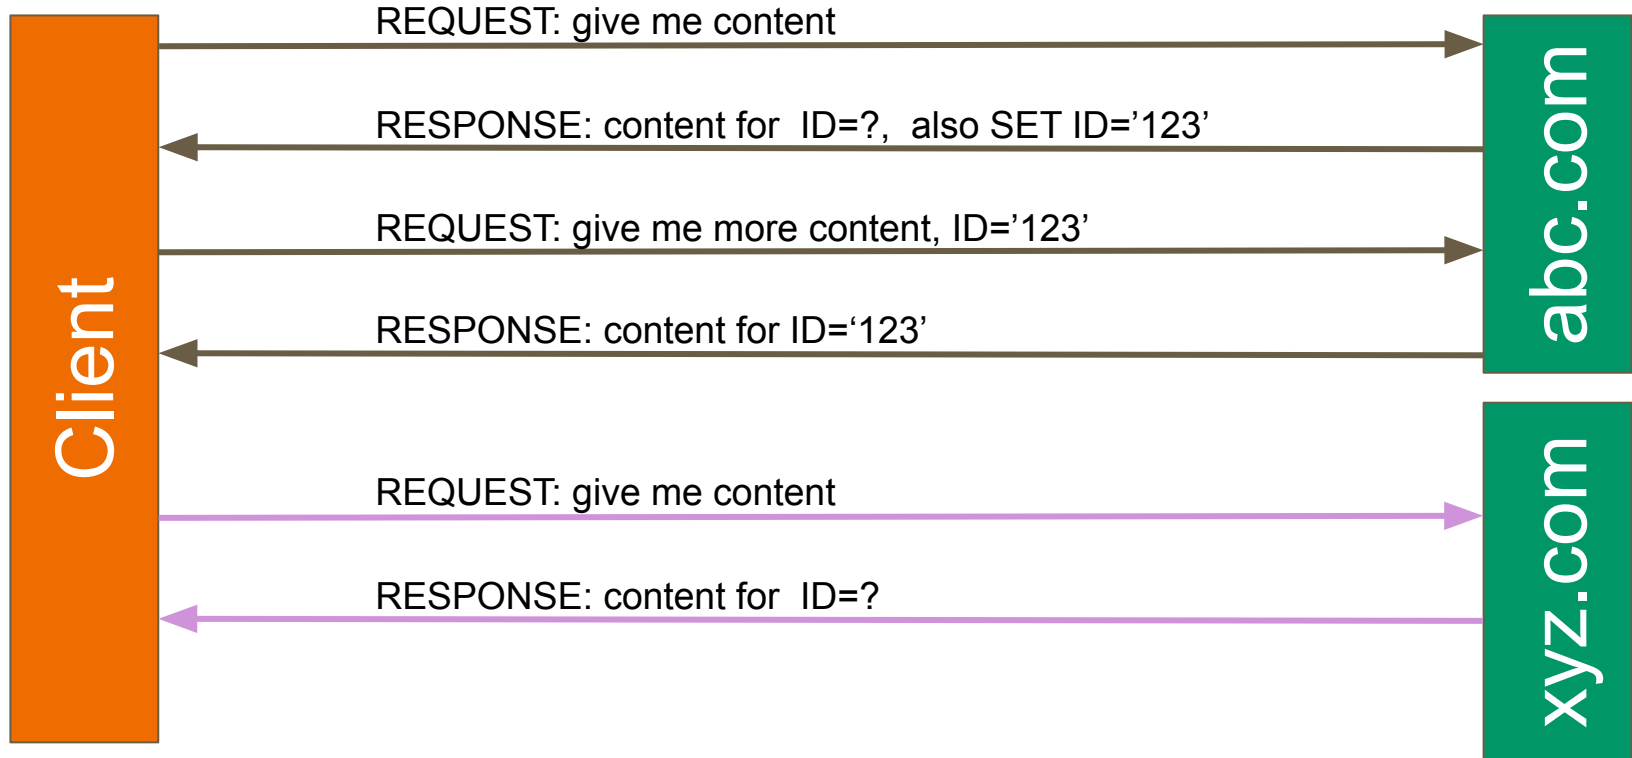 REQUEST: give me content
RESPONSE: content for  ID=?,  also SET ID=’123’
REQUEST: give me more content, ID=’123’
RESPONSE: content for ID=‘123’
Client
abc.com
REQUEST: give me content
RESPONSE: content for  ID=?
xyz.com